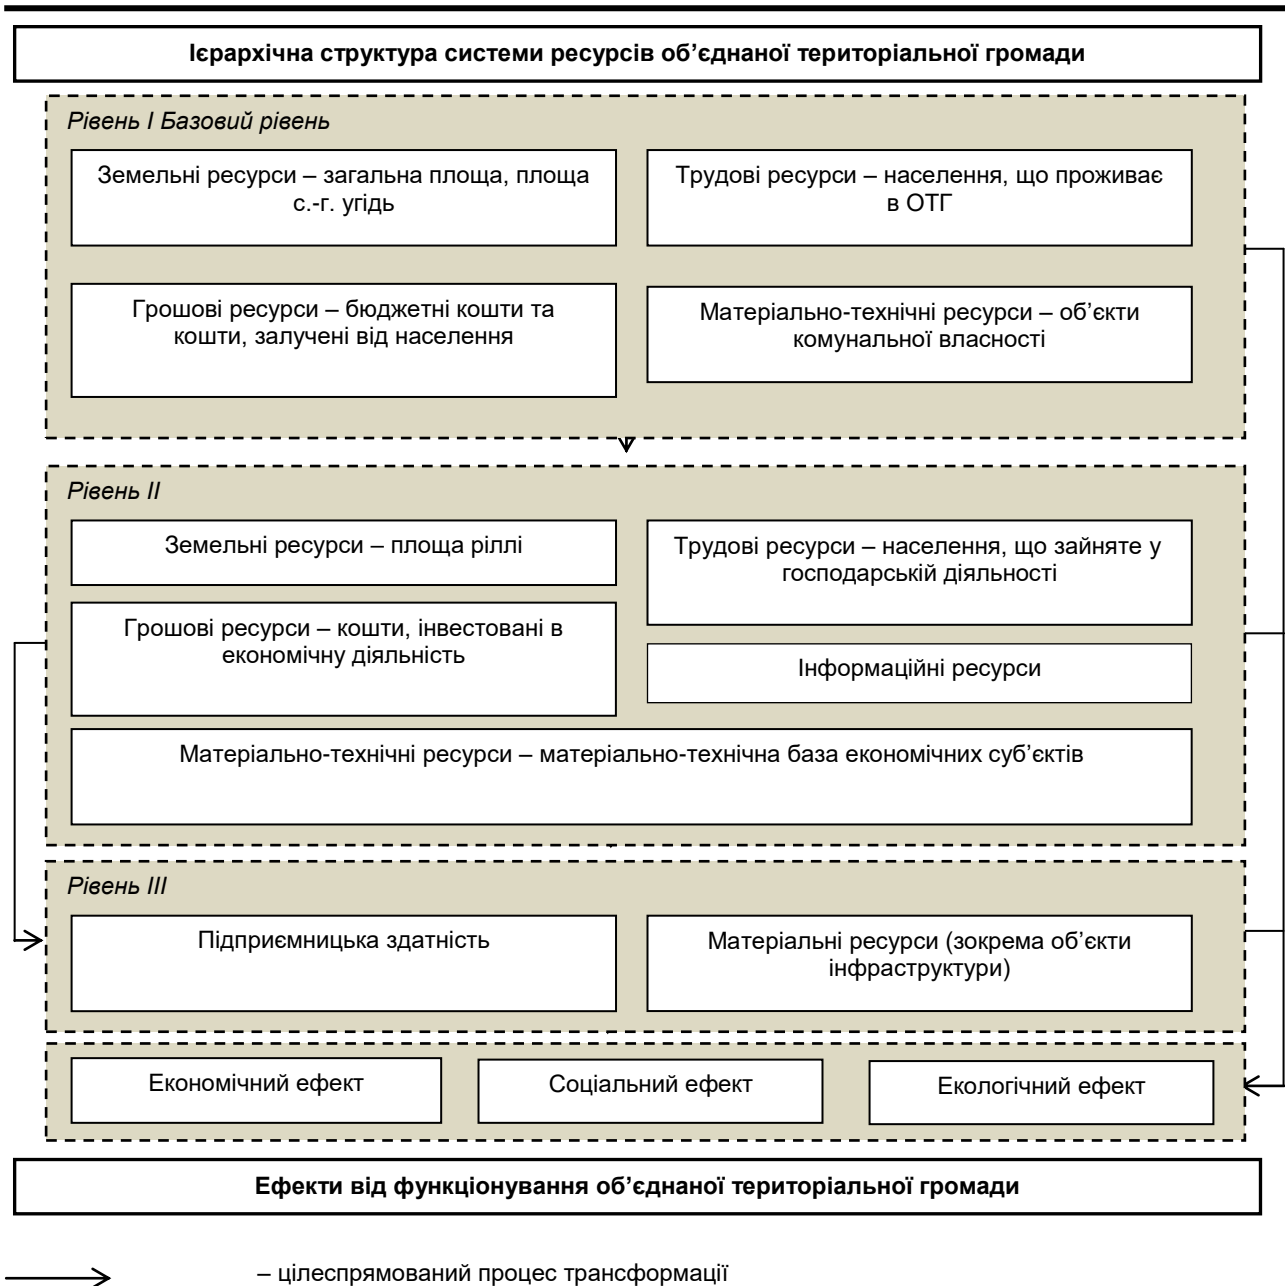 Ієрархічна структура системи ресурсів об’єднаної територіальної громади
Рівень І Базовий рівень
Земельні ресурси – загальна площа, площа
с.-г. угідь
Трудові ресурси – населення, що проживає
в ОТГ
Грошові ресурси – бюджетні кошти та
кошти, залучені від населення
Матеріально-технічні ресурси – об’єкти
комунальної власності
Рівень ІІ
Земельні ресурси – площа ріллі
Трудові ресурси – населення, що зайняте у
господарській діяльності
Грошові ресурси – кошти, інвестовані в
економічну діяльність
Інформаційні ресурси
Матеріально-технічні ресурси – матеріально-технічна база економічних суб’єктів
Рівень ІІІ
Підприємницька здатність
Матеріальні ресурси (зокрема об’єкти
інфраструктури)
Економічний ефект
Соціальний ефект
Екологічний ефект
Ефекти від функціонування об’єднаної територіальної громади
– цілеспрямований процес трансформації